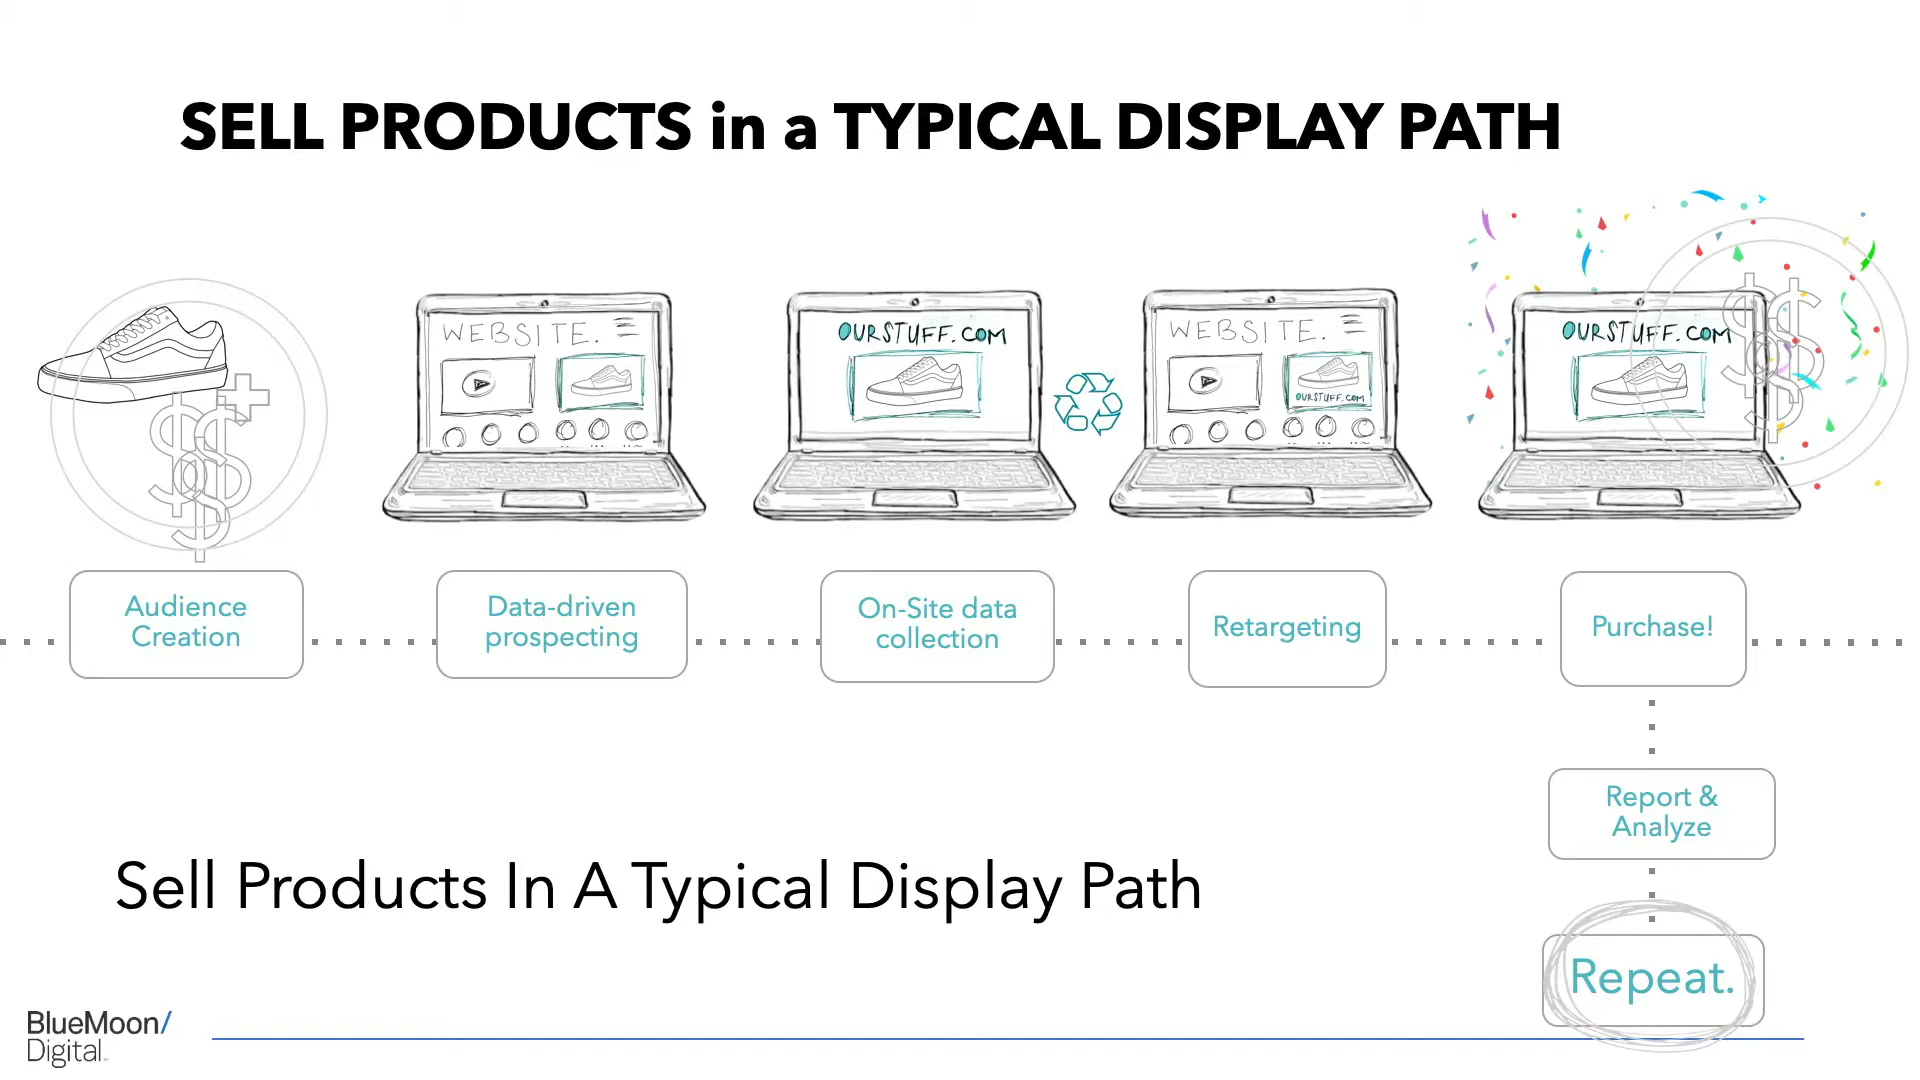 SELL PRODUCTS in a TYPICAL DISPLAY PATH
WEBSITE.
OURSTUFF.COM
WEBSITE.
OURSTUFF.COM
OURSTUFF.COM
Audience
Creation
Data-driven
prospecting
On-Site data
collection
Retargeting
Purchase!
Report &
Analyze
Sell Products In A Typical Display Path
Repeat.
BlueMoon/
Digital